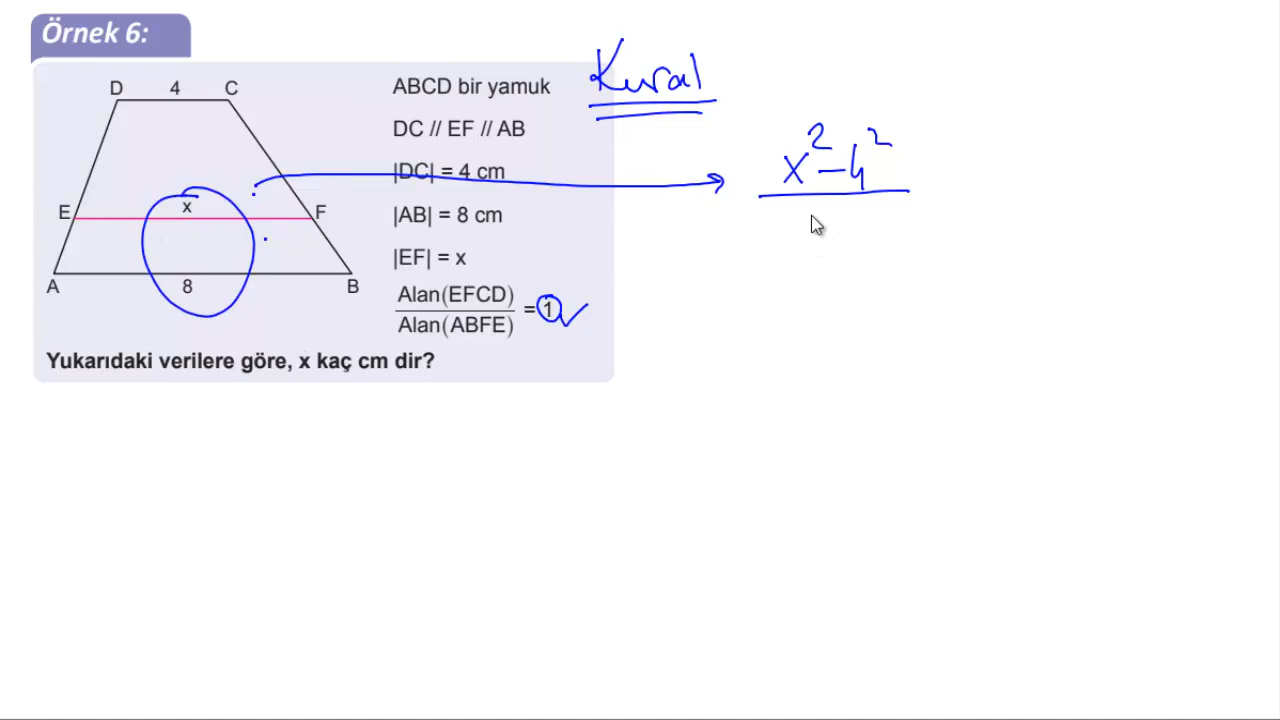 Örnek 6:
Kural
D 4 C
ABCD bir yamuk
DC // EF // AB
|DC| = 4 cm
x² - 4²
E x F
|AB| = 8 cm
|EF| = x
A 8 B
Alan(EFCD)
Alan(ABFE)
= 1
Yukarıdaki verilere göre, x kaç cm dir?